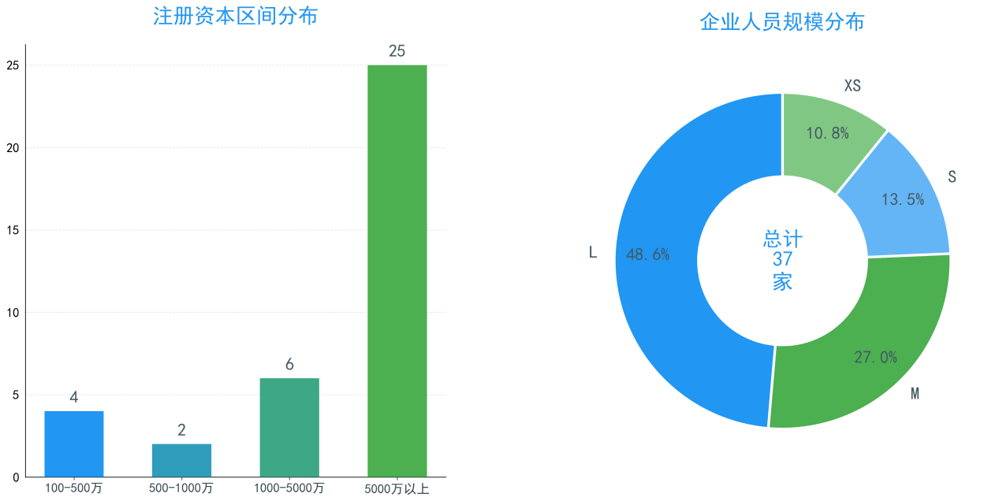 注册资本区间分布
25
20
15
10
5
0
4
2
6
25
100-500万
500-1000万
1000-5000万
5000万以上
企业人员规模分布
XS
10.8%
S
13.5%
L
48.6%
总计
37
家
27.0%
M